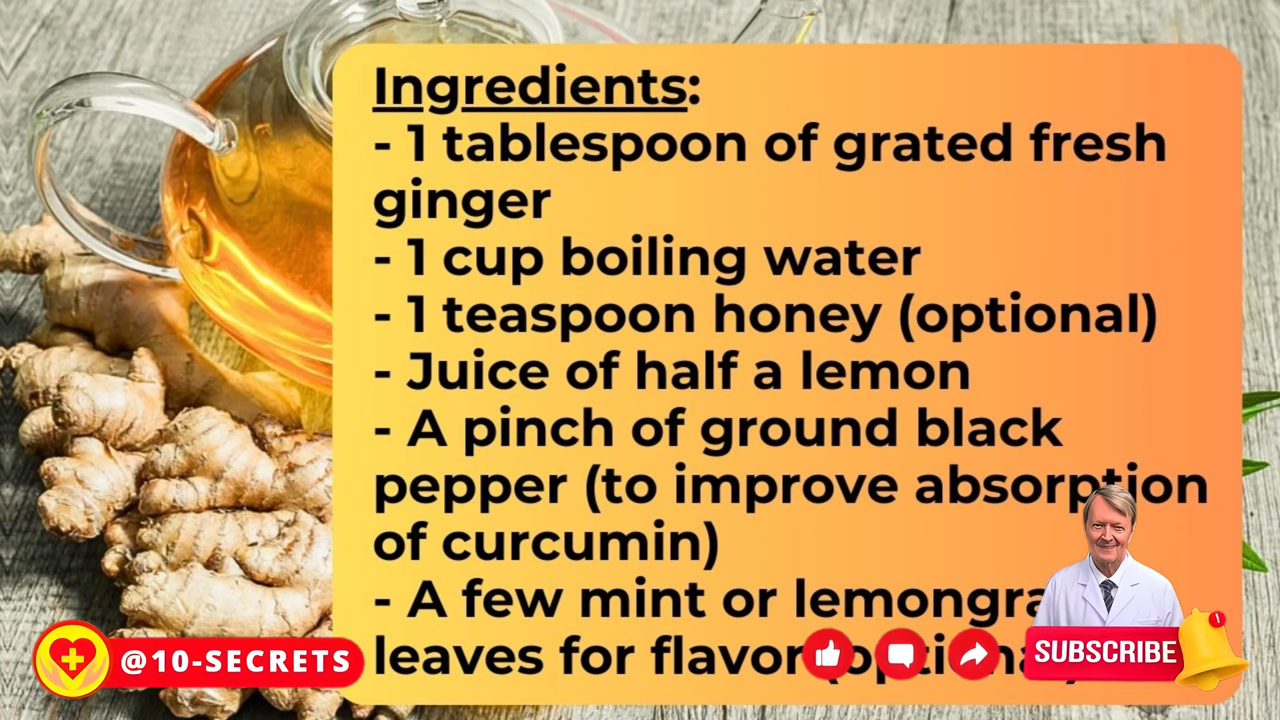 Ingredients:
- 1 tablespoon of grated fresh
ginger
- 1 cup boiling water
- 1 teaspoon honey (optional)
- Juice of half a lemon
- A pinch of ground black
pepper (to improve absorption
of curcumin)
- A few mint or
leaves for flavor
@10-SECRETS
SUBSCRIBE
1